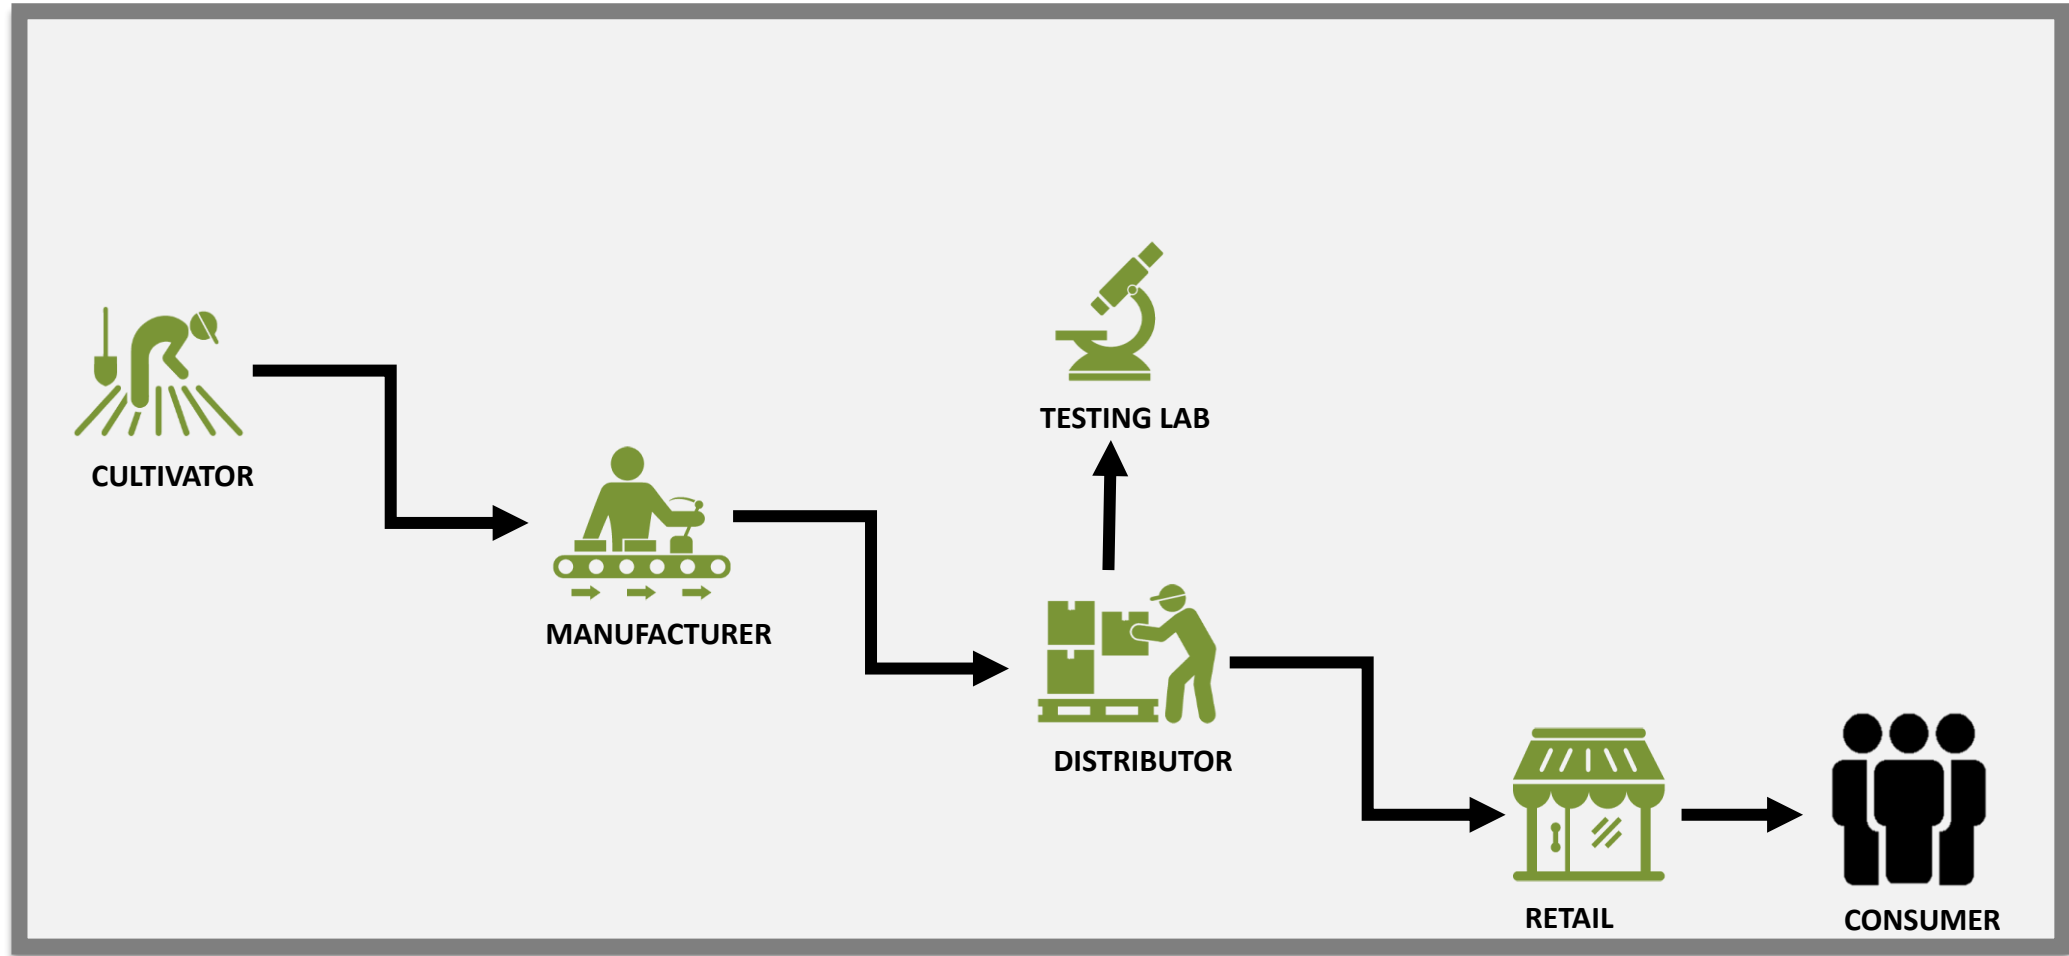 CULTIVATOR
MANUFACTURER
TESTING LAB
DISTRIBUTOR
RETAIL
CONSUMER